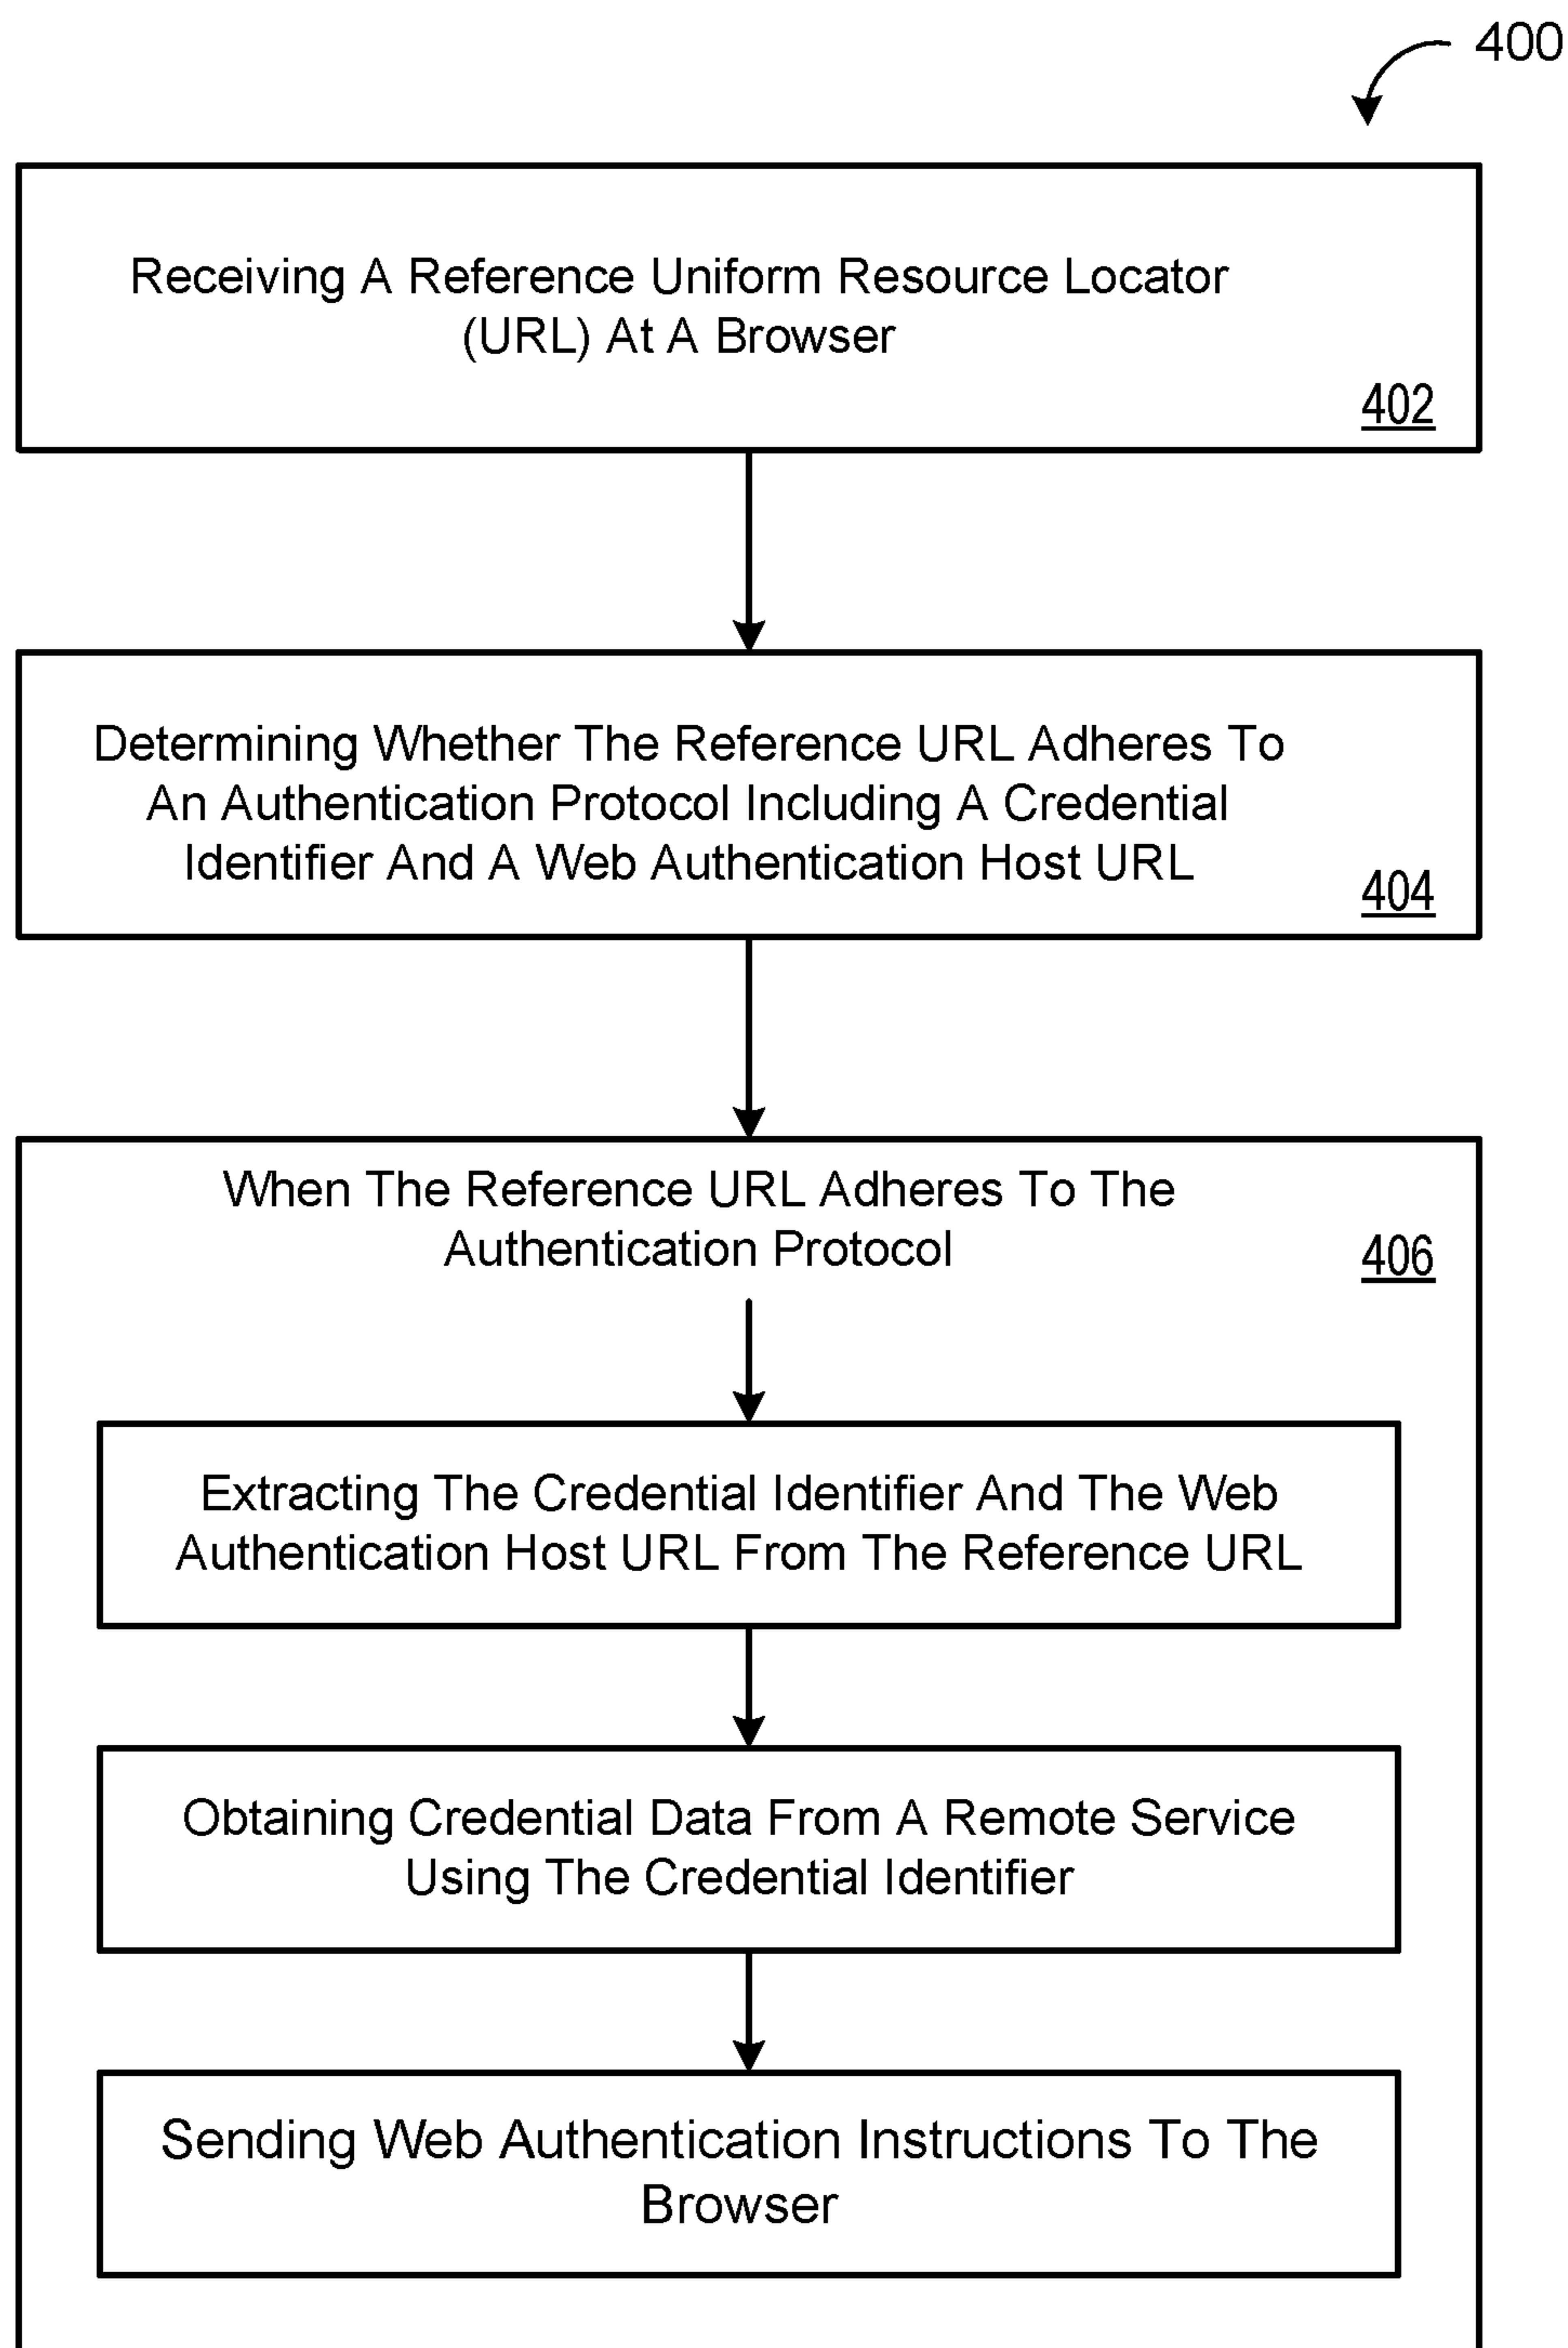 400
Receiving A Reference Uniform Resource Locator
(URL) At A Browser
402
Determining Whether The Reference URL Adheres To
An Authentication Protocol Including A Credential
Identifier And A Web Authentication Host URL
404
When The Reference URL Adheres To The
Authentication Protocol
406
Extracting The Credential Identifier And The Web
Authentication Host URL From The Reference URL
Obtaining Credential Data From A Remote Service
Using The Credential Identifier
Sending Web Authentication Instructions To The
Browser